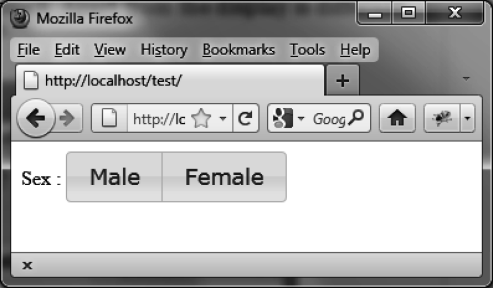 Mozilla Firefox
File Edit View History Bookmarks Tools Help
http://localhost/test/
http://lc Goog
Sex : Male Female
x